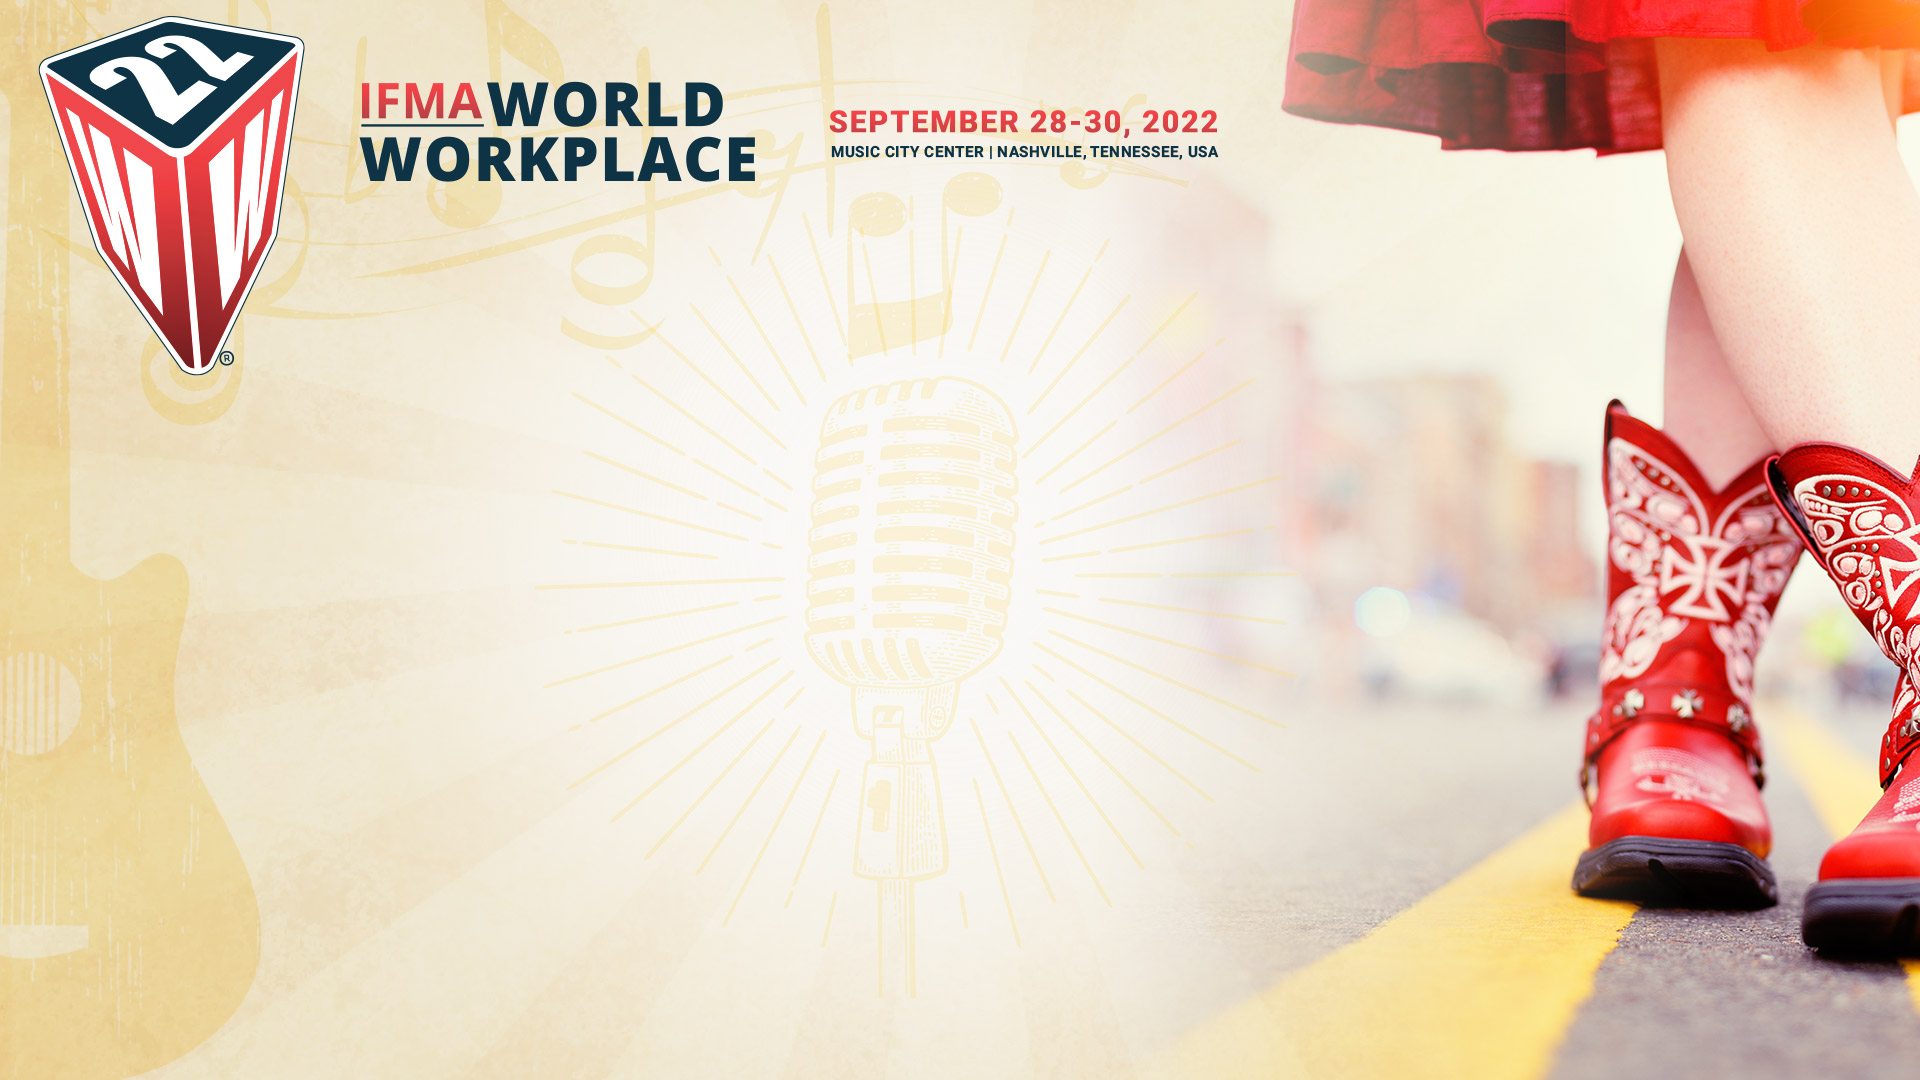 22
WW
®
IFMA WORLD
WORKPLACE
SEPTEMBER 28-30, 2022
MUSIC CITY CENTER | NASHVILLE, TENNESSEE, USA